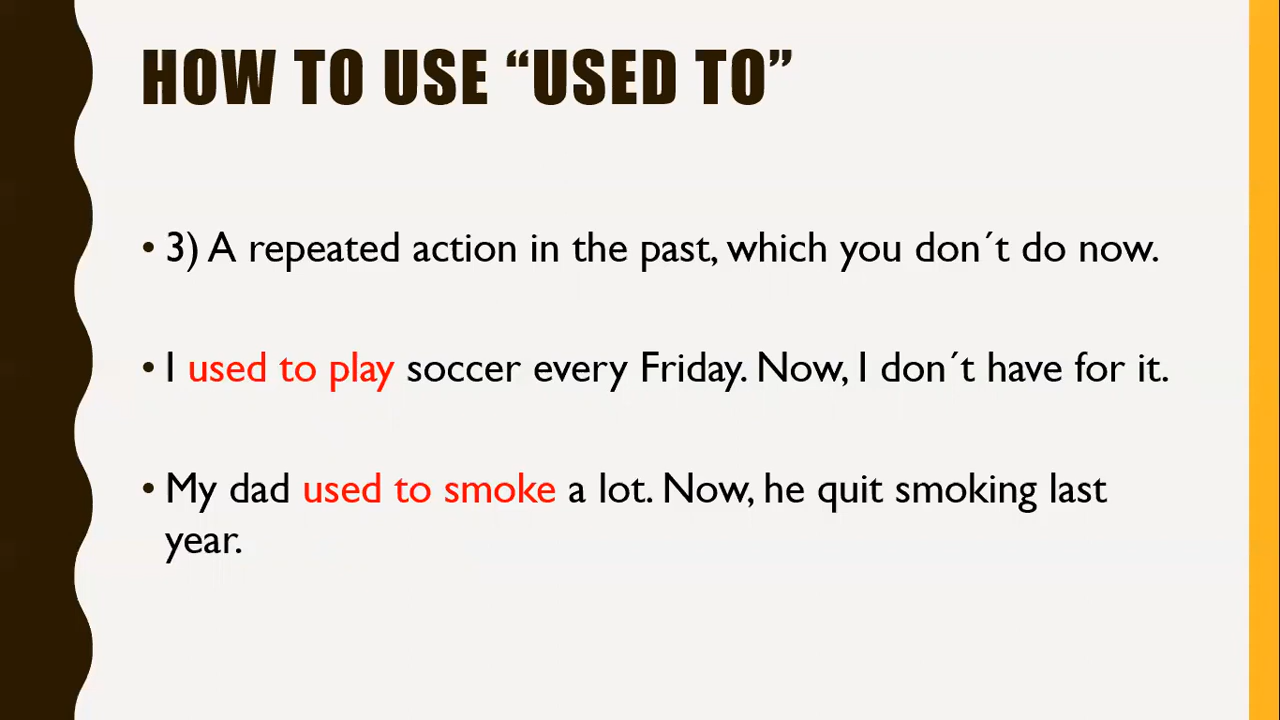 HOW TO USE “USED TO”
• 3) A repeated action in the past, which you don´t do now.
• I used to play soccer every Friday. Now, I don´t have for it.
• My dad used to smoke a lot. Now, he quit smoking last
year.